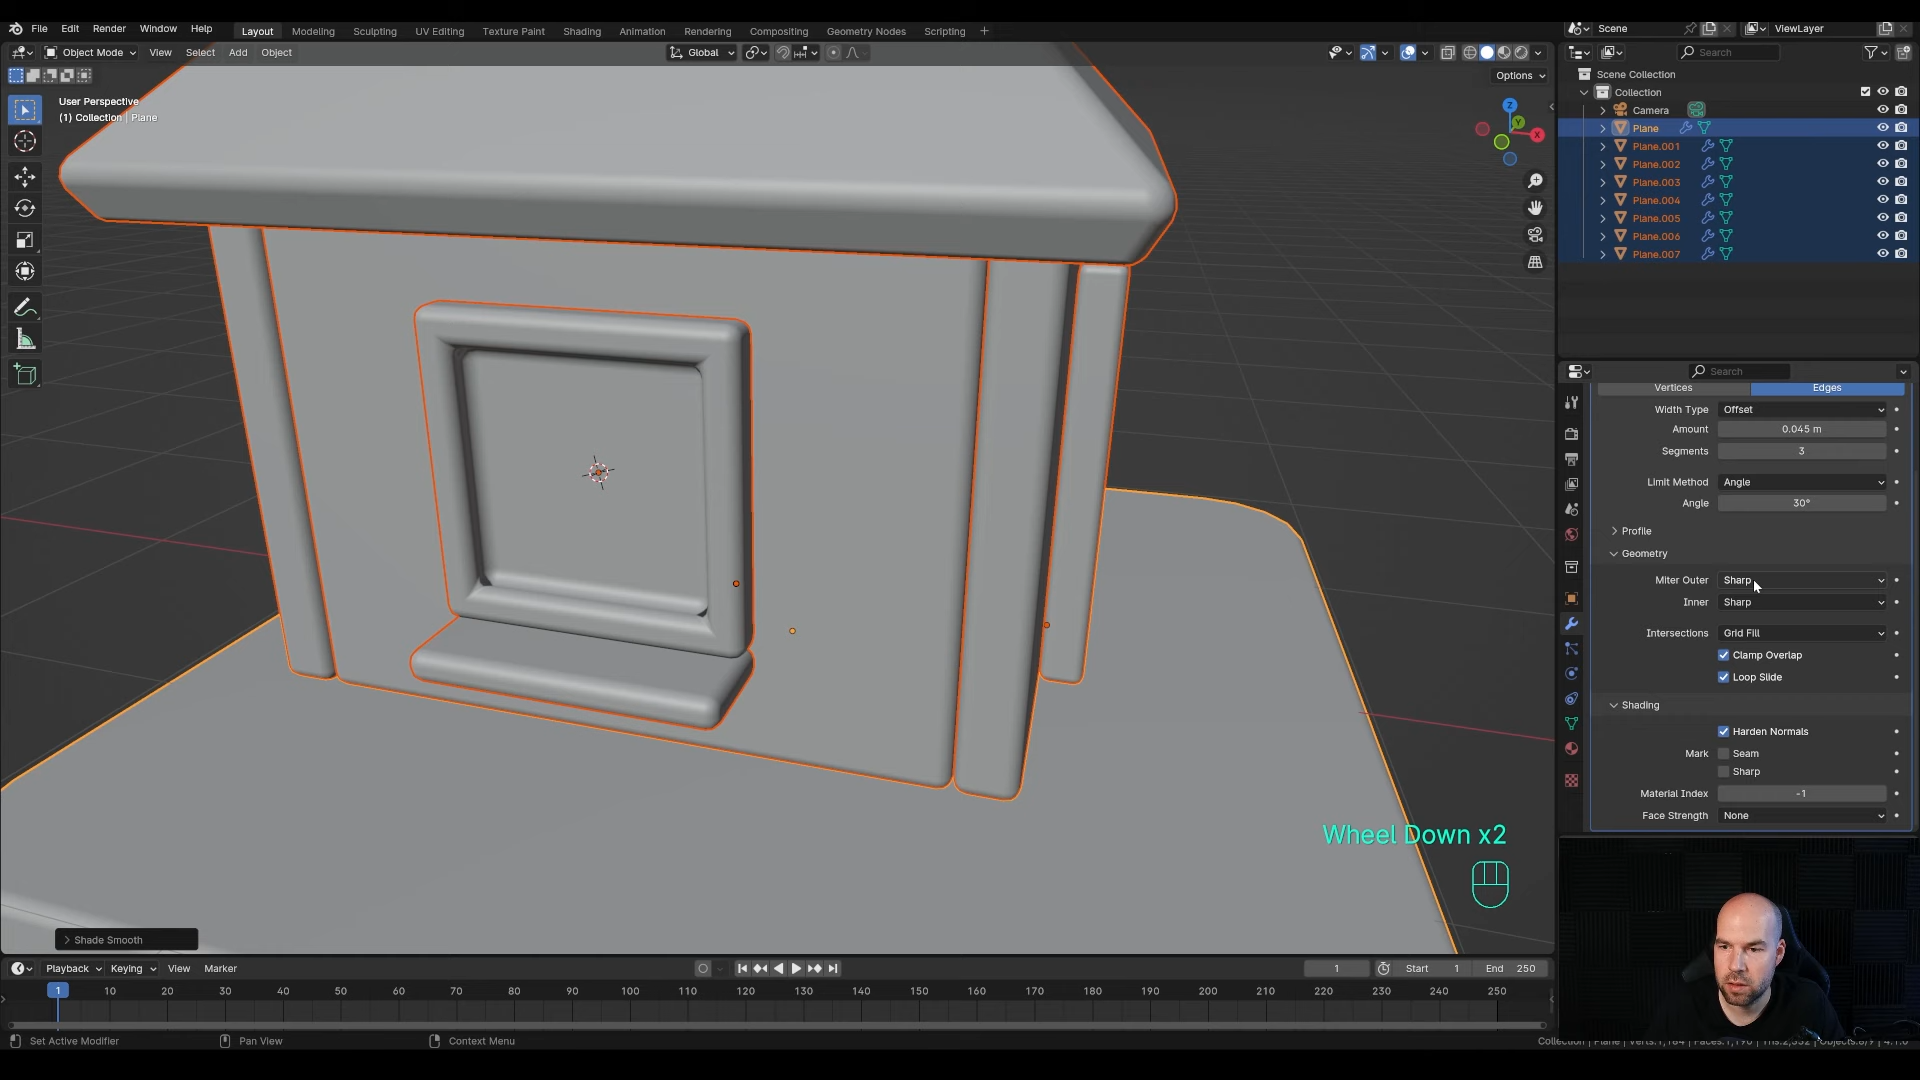 File Edit Render Window Help Layout Modeling Sculpting UV Editing Texture Paint Shading Animation Rendering Compositing Geometry Nodes Scripting + Scene ViewLayer
Object Mode View Select Add Object Global Search
Options
User Perspective
(1) Collection | Plane
Z
Y
X
Scene Collection
Collection
Camera
Plane
Plane.001
Plane.002
Plane.003
Plane.004
Plane.005
Plane.006
Plane.007
Search
Vertices Edges
Width Type Offset
Amount 0.045 m
Segments 3
Limit Method Angle
Angle 30°
Profile
Geometry
Miter Outer Sharp
Inner Sharp
Intersections Grid Fill
Clamp Overlap
Loop Slide
Shading
Harden Normals
Mark Seam
Sharp
Material Index -1
Face Strength None
Wheel Down x2
Shade Smooth
Playback Keying View Marker 1 Start 1 End 250
1 10 20 30 40 50 60 70 80 90 100 110 120 130 140 150 160 170 180 190 200 210 220 230 240 250
Set Active Modifier Pan View Context Menu